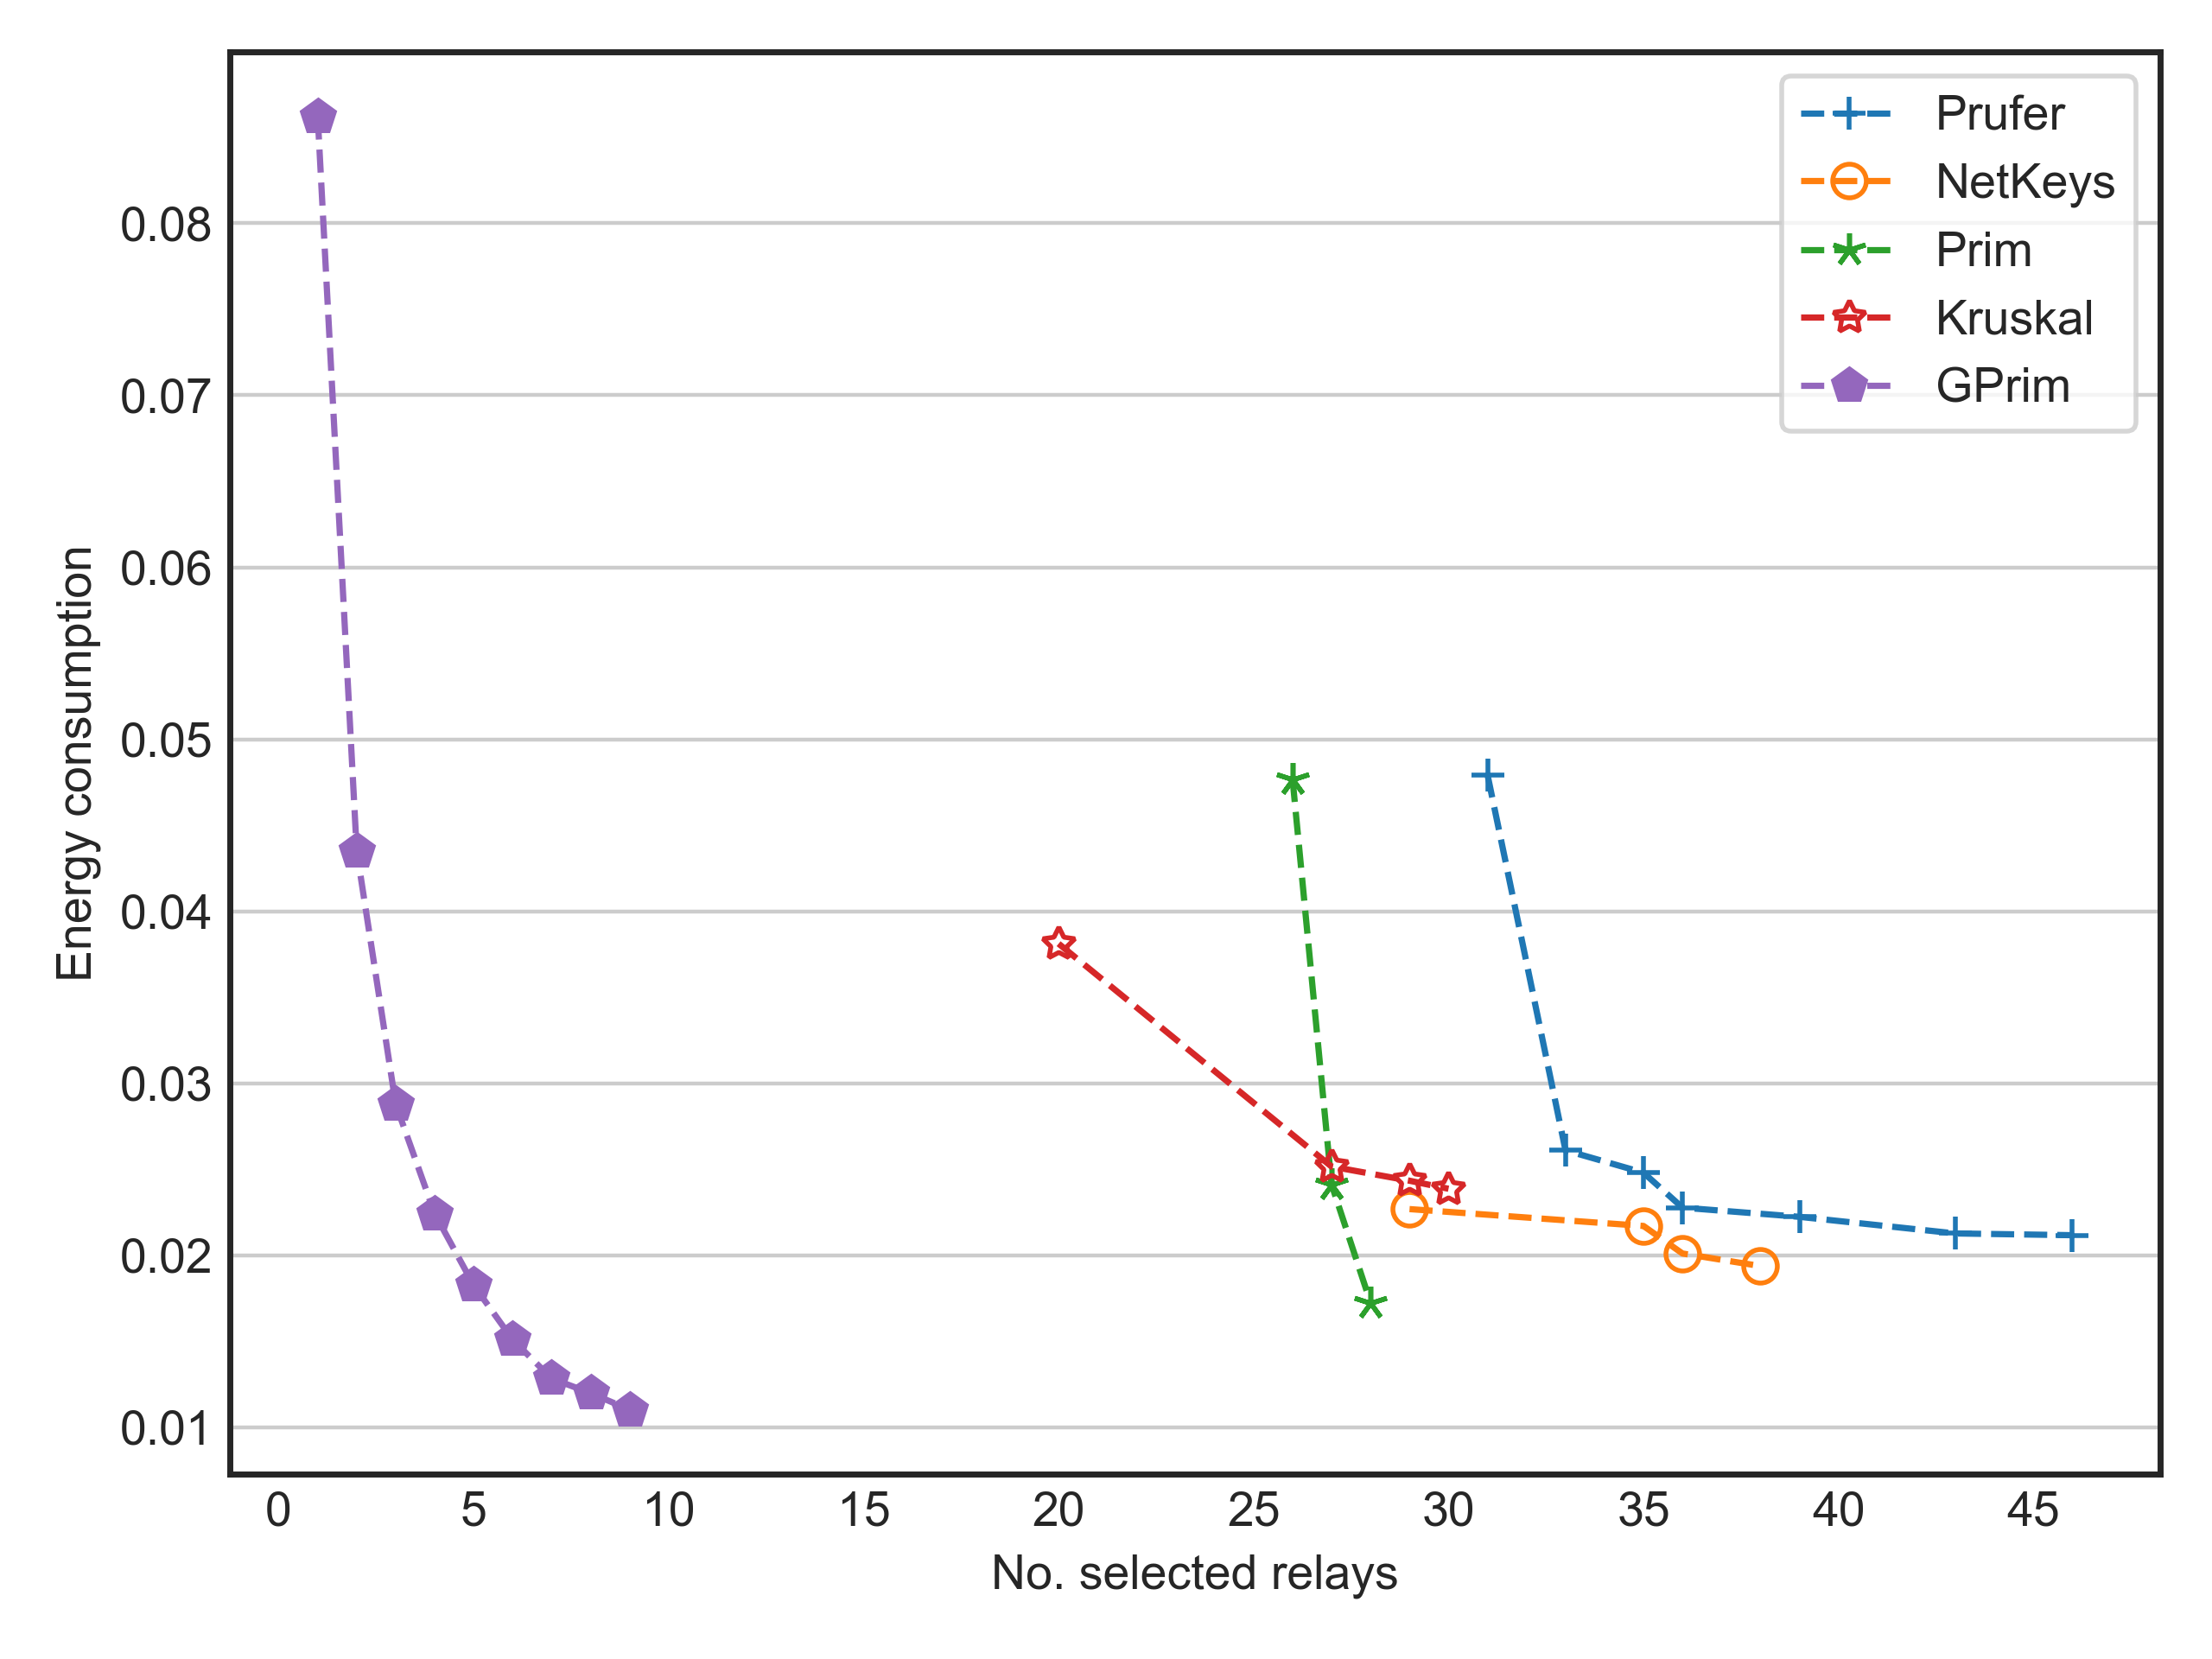 Prufer
NetKeys
Prim
Kruskal
GPrim
Energy consumption
0.08
0.07
0.06
0.05
0.04
0.03
0.02
0.01
0 5 10 15 20 25 30 35 40 45
No. selected relays